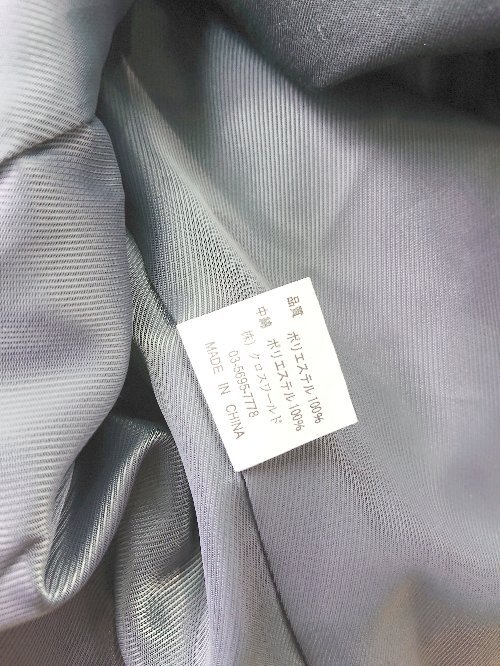 品質 ポリエステル100%
中綿 ポリエステル100%
㈱クロスワールド
03-5695-7778
MADE IN CHINA